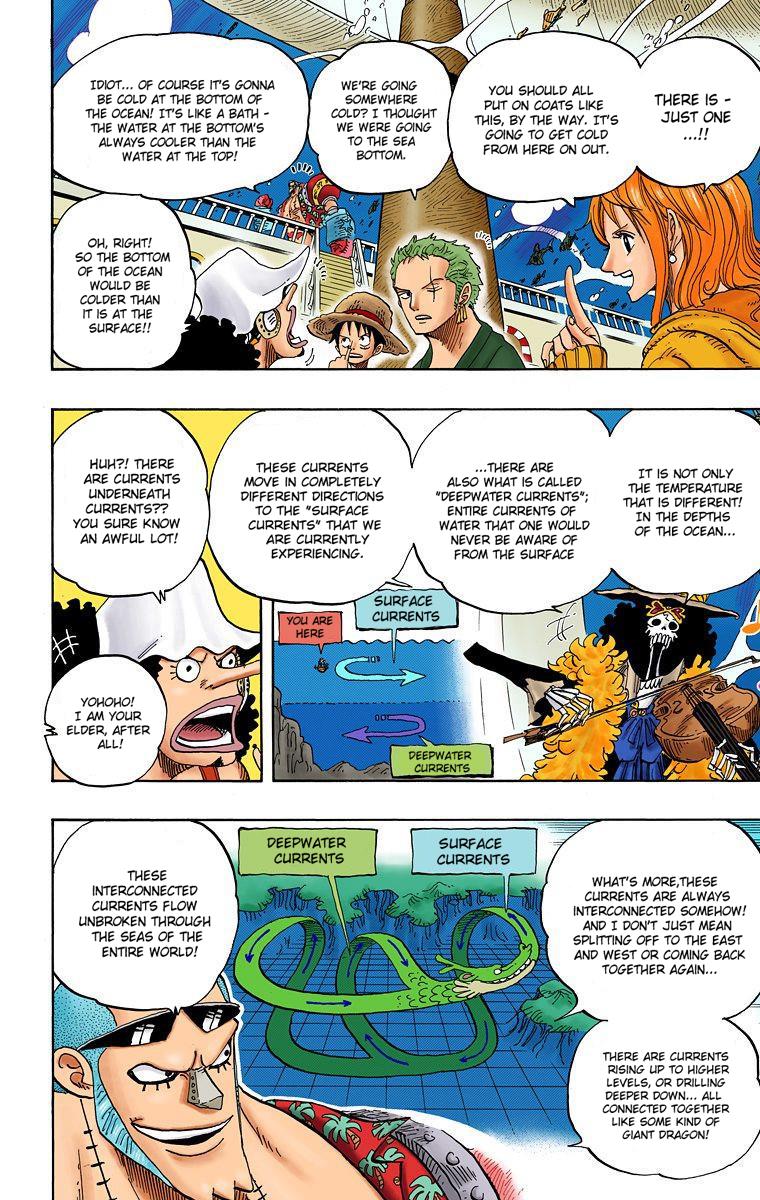 THERE IS -
JUST ONE
...!!
YOU SHOULD ALL
PUT ON COATS LIKE
THIS, BY THE WAY. IT'S
GOING TO GET COLD
FROM HERE ON OUT.
WE'RE GOING
SOMEWHERE
COLD? I THOUGHT
WE WERE GOING
TO THE SEA
BOTTOM.
IDIOT... OF COURSE IT'S GONNA
BE COLD AT THE BOTTOM OF
THE OCEAN! IT'S LIKE A BATH -
THE WATER AT THE BOTTOM'S
ALWAYS COOLER THAN THE
WATER AT THE TOP!
OH, RIGHT!
SO THE BOTTOM
OF THE OCEAN
WOULD BE
COLDER THAN
IT IS AT THE
SURFACE!!
IT IS NOT ONLY
THE TEMPERATURE
THAT IS DIFFERENT!
IN THE DEPTHS
OF THE OCEAN...
...THERE ARE
ALSO WHAT IS CALLED
"DEEPWATER CURRENTS";
ENTIRE CURRENTS OF
WATER THAT ONE WOULD
NEVER BE AWARE OF
FROM THE SURFACE
THESE CURRENTS
MOVE IN COMPLETELY
DIFFERENT DIRECTIONS
TO THE "SURFACE
CURRENTS" THAT WE
ARE CURRENTLY
EXPERIENCING.
SURFACE
CURRENTS
YOU ARE
HERE
DEEPWATER
CURRENTS
HUH?! THERE
ARE CURRENTS
UNDERNEATH
CURRENTS??
YOU SURE KNOW
AN AWFUL LOT!
YOHOHO!
I AM YOUR
ELDER, AFTER
ALL!
WHAT'S MORE,THESE
CURRENTS ARE ALWAYS
INTERCONNECTED SOMEHOW!
AND I DON'T JUST MEAN
SPLITTING OFF TO THE EAST
AND WEST OR COMING BACK
TOGETHER AGAIN...
THERE ARE CURRENTS
RISING UP TO HIGHER
LEVELS, OR DRILLING
DEEPER DOWN... ALL
CONNECTED TOGETHER
LIKE SOME KIND OF
GIANT DRAGON!
SURFACE
CURRENTS
DEEPWATER
CURRENTS
THESE
INTERCONNECTED
CURRENTS FLOW
UNBROKEN THROUGH
THE SEAS OF THE
ENTIRE WORLD!